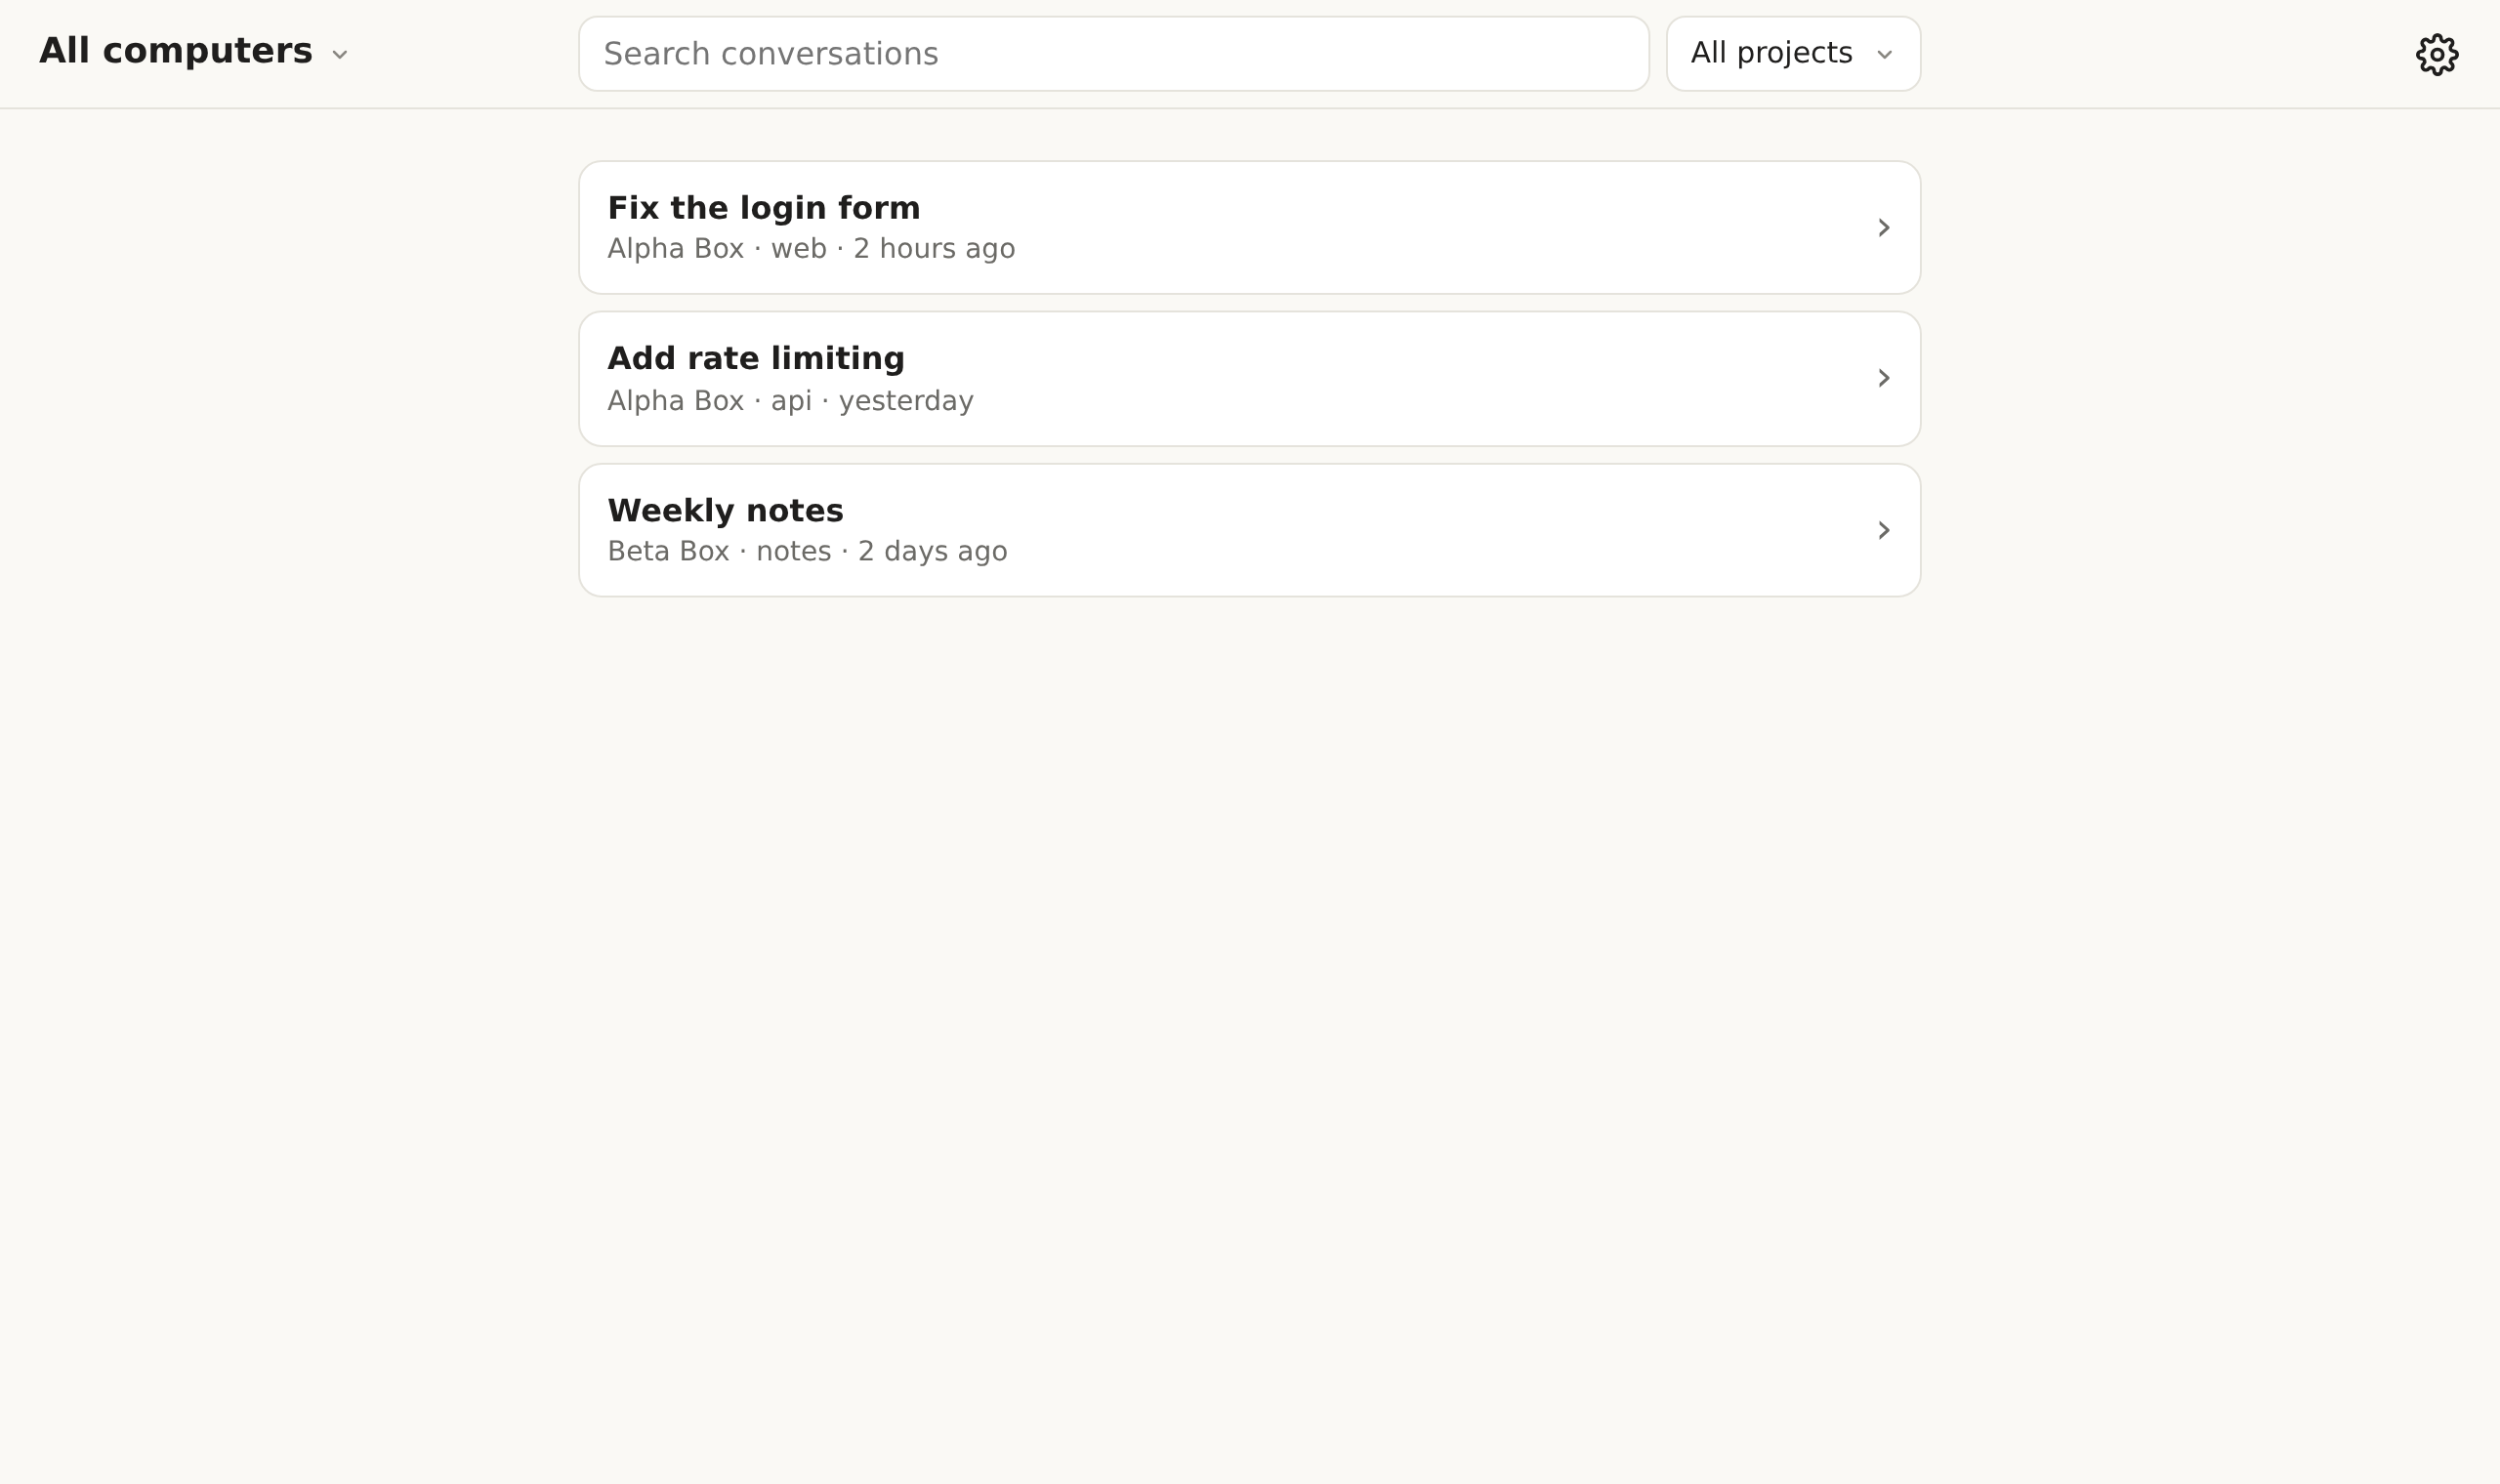 All computers
Search conversations
All projects
Fix the login form
Alpha Box · web · 2 hours ago
Add rate limiting
Alpha Box · api · yesterday
Weekly notes
Beta Box · notes · 2 days ago